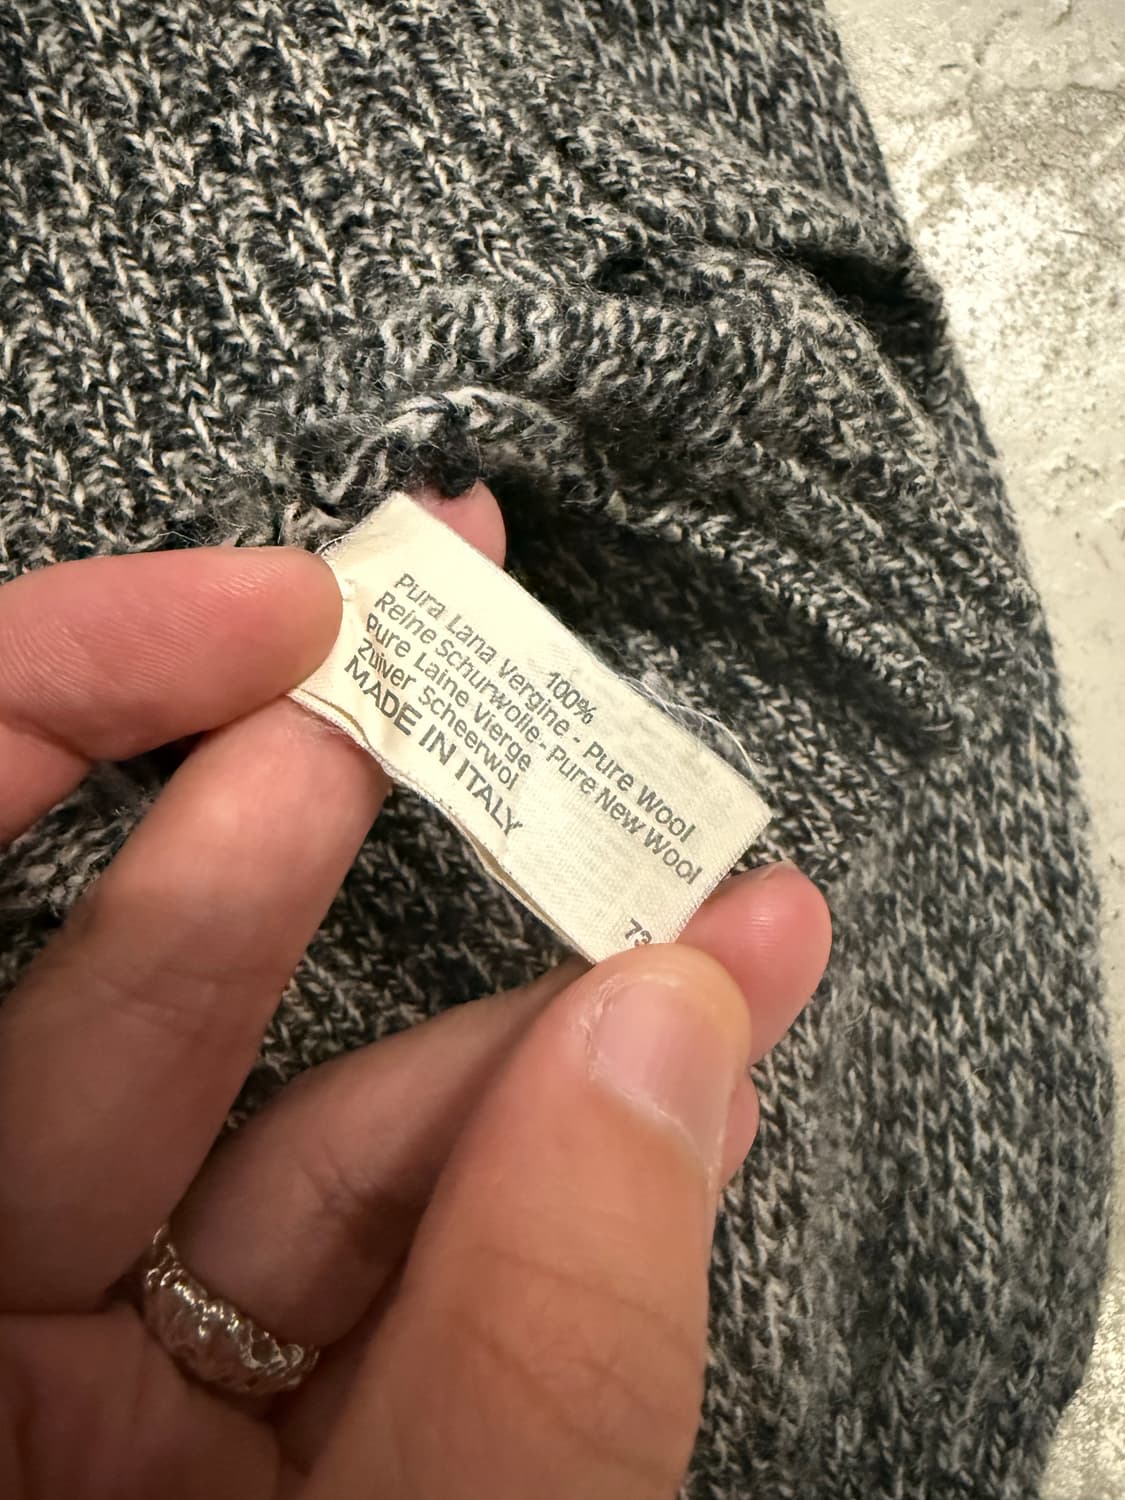 100%
Pura Lana Vergine - Pure Wool
Reine Schurwolle - Pure New Wool
Pure Laine Vierge
Zuiver Scheerwol
MADE IN ITALY